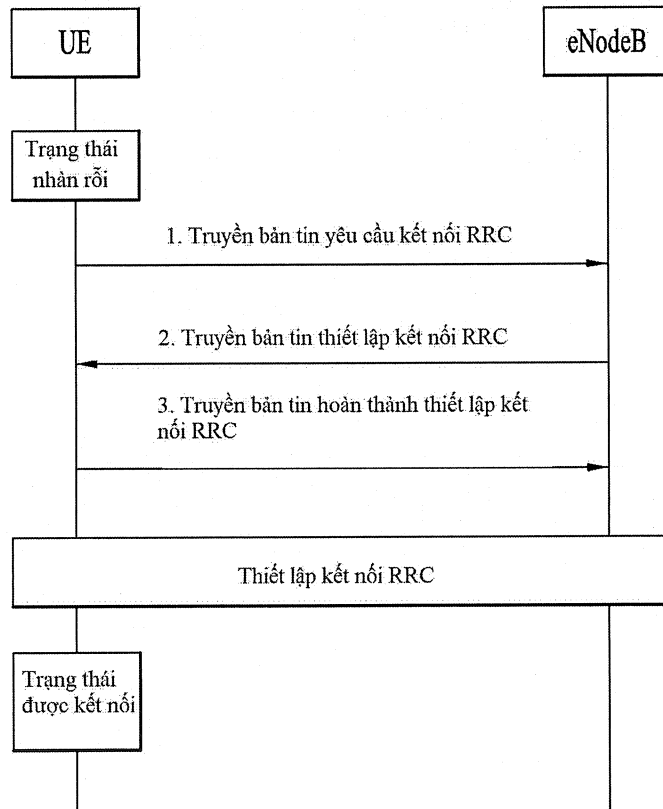 UE
eNodeB
Trạng thái
nhàn rỗi
1. Truyền bản tin yêu cầu kết nối RRC
2. Truyền bản tin thiết lập kết nối RRC
3. Truyền bản tin hoàn thành thiết lập kết
nối RRC
Thiết lập kết nối RRC
Trạng thái
được kết nối